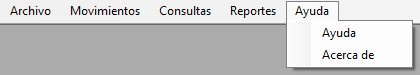 Archivo Movimientos Consultas Reportes Ayuda
Ayuda
Acerca de